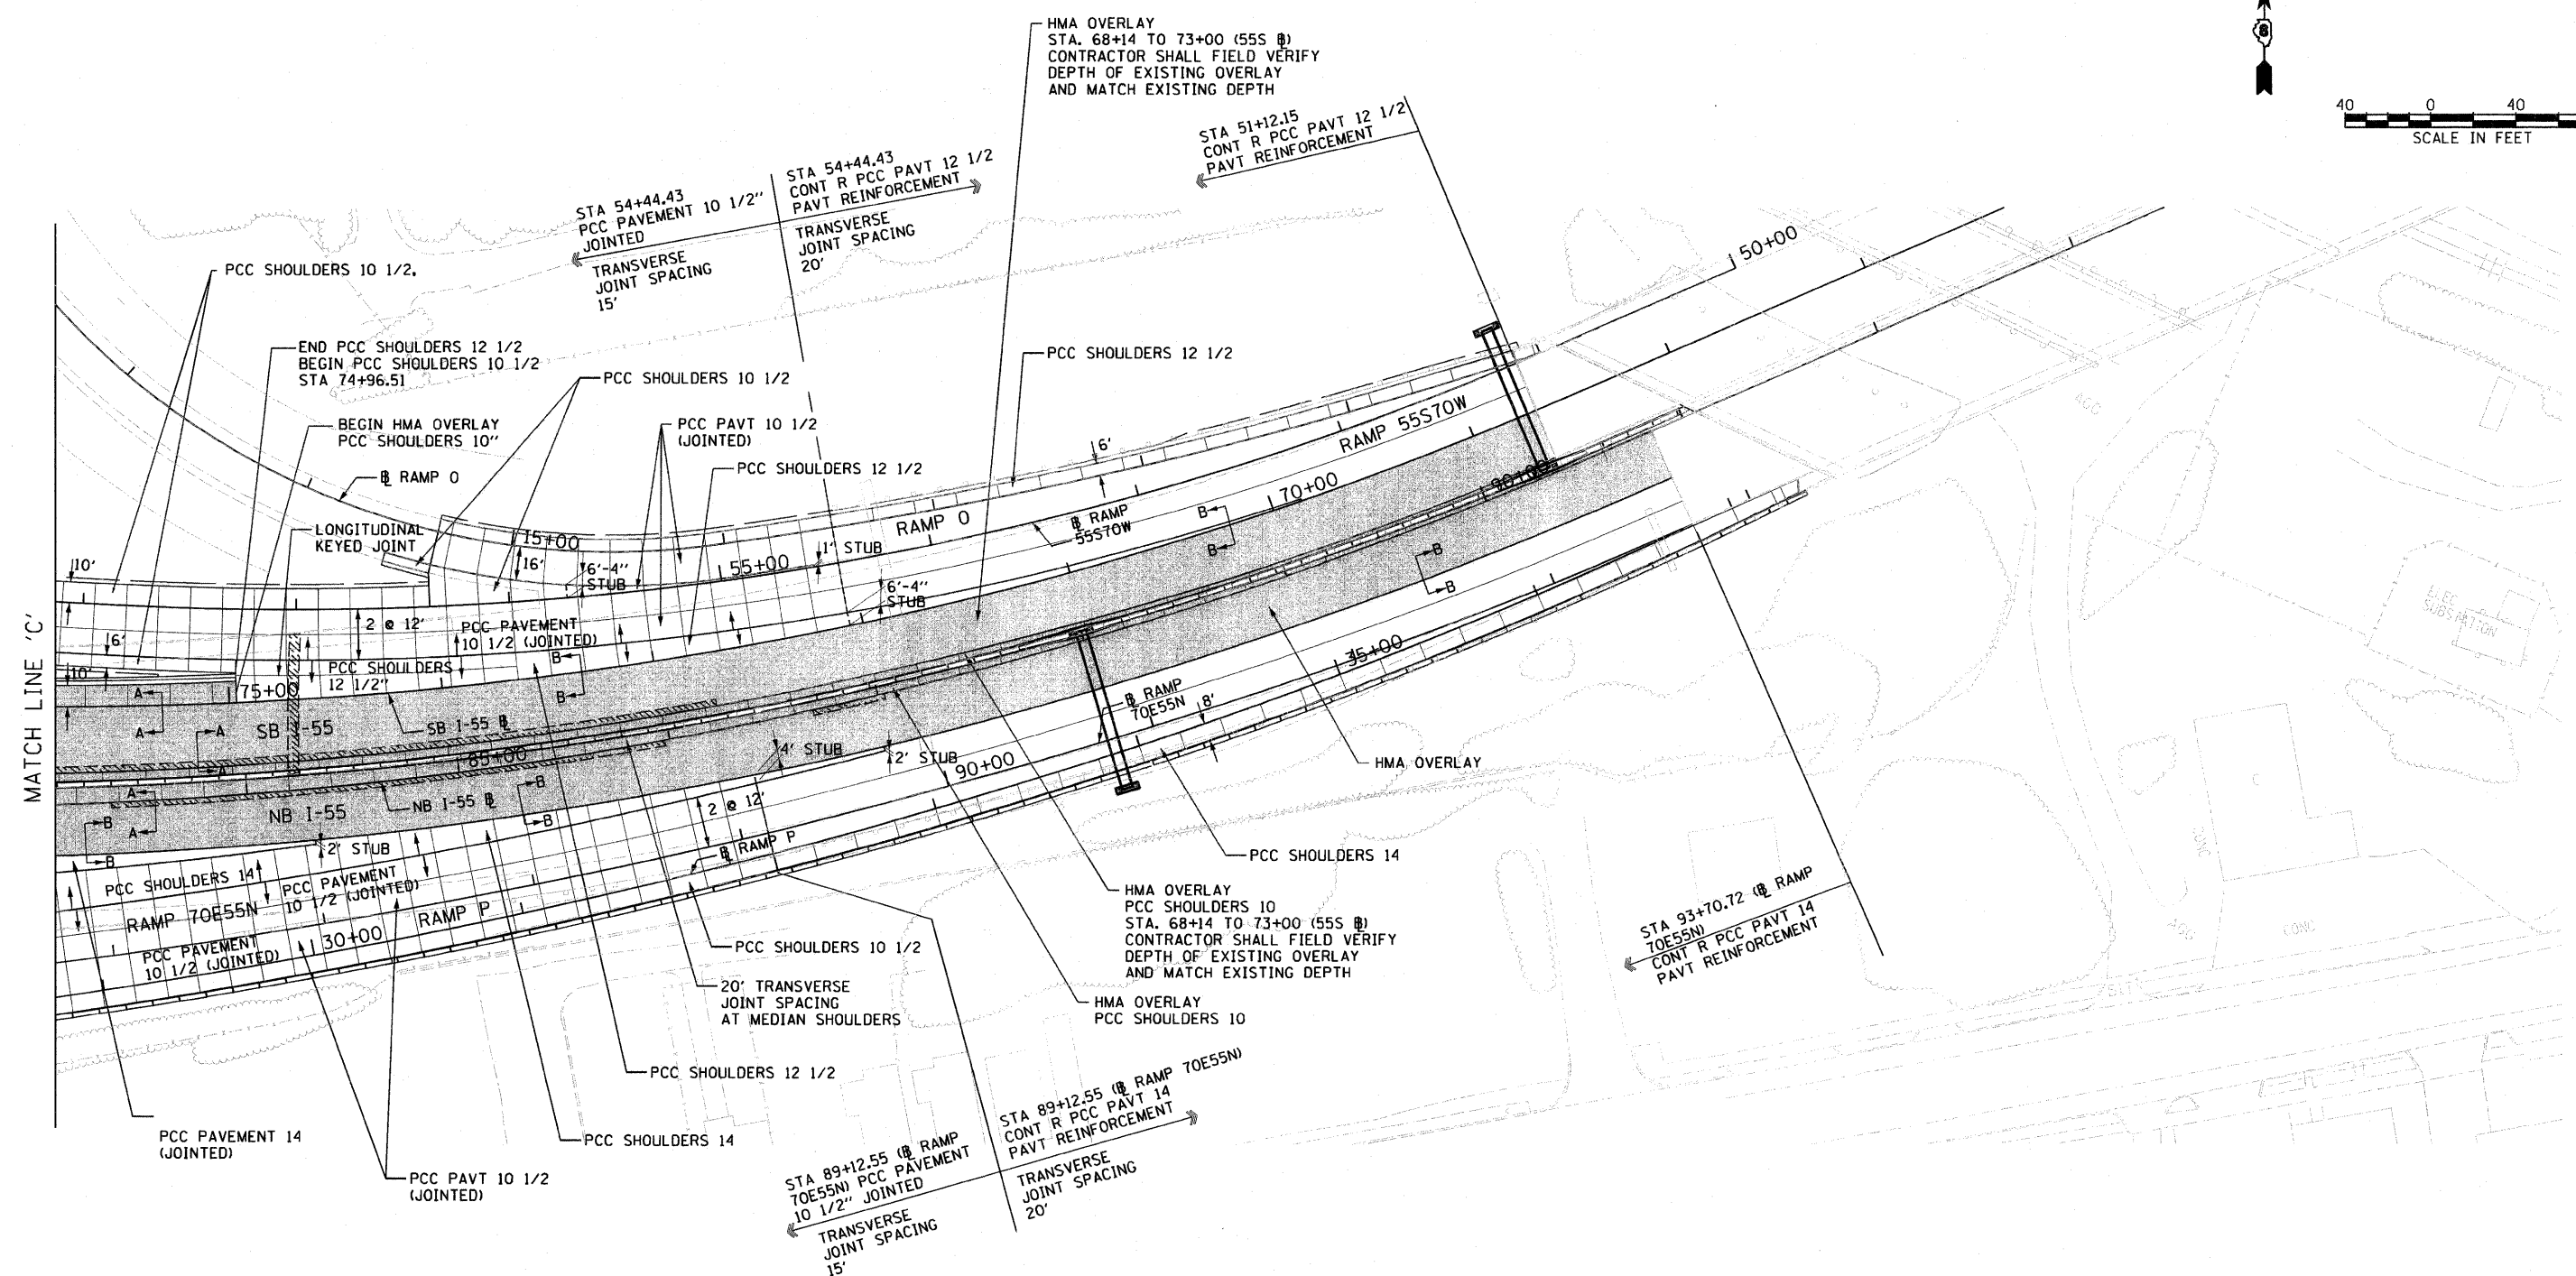 HMA OVERLAY
STA. 68+14 TO 73+00 (55S ℄)
CONTRACTOR SHALL FIELD VERIFY
DEPTH OF EXISTING OVERLAY
AND MATCH EXISTING DEPTH
40 0 40
SCALE IN FEET
STA 51+12.15
CONT R PCC PAVT 12 1/2
PAVT REINFORCEMENT
STA 54+44.43
PCC PAVEMENT 10 1/2"
JOINTED
TRANSVERSE
JOINT SPACING
15'
STA 54+44.43
CONT R PCC PAVT 12 1/2
PAVT REINFORCEMENT
TRANSVERSE
JOINT SPACING
20'
50+00
PCC SHOULDERS 10 1/2.
END PCC SHOULDERS 12 1/2
BEGIN PCC SHOULDERS 10 1/2
STA 74+96.51
PCC SHOULDERS 10 1/2
PCC SHOULDERS 12 1/2
BEGIN HMA OVERLAY
PCC SHOULDERS 10"
PCC PAVT 10 1/2
(JOINTED)
RAMP 55S70W
6'
PCC SHOULDERS 12 1/2
℄ RAMP O
70+00
90+00
LONGITUDINAL
KEYED JOINT
15+00
RAMP O
℄ RAMP
55S70W
B
B
1' STUB
55+00
16'
6'-4"
STUB
6'-4"
STUB
B
B
10'
2 @ 12'
PCC PAVEMENT
10 1/2 (JOINTED)
6'
PCC SHOULDERS
12 1/2"
B
B
10'
A
A
75+00
35+00
MATCH LINE 'C'
SB I-55
SB I-55 ℄
A
A
℄ RAMP
70E55N
8'
85+00
4' STUB
2' STUB
90+00
HMA OVERLAY
A
A
B
B
NB I-55
NB I-55 ℄
B
B
2 @ 12'
2' STUB
℄ RAMP P
PCC SHOULDERS 14
PCC SHOULDERS 14
PCC PAVEMENT
10 1/2 (JOINTED)
RAMP 70E55N
RAMP P
30+00
PCC PAVEMENT
10 1/2 (JOINTED)
HMA OVERLAY
PCC SHOULDERS 10
STA. 68+14 TO 73+00 (55S ℄)
CONTRACTOR SHALL FIELD VERIFY
DEPTH OF EXISTING OVERLAY
AND MATCH EXISTING DEPTH
STA 93+70.72 (℄ RAMP
70E55N)
CONT R PCC PAVT 14
PAVT REINFORCEMENT
PCC SHOULDERS 10 1/2
20' TRANSVERSE
JOINT SPACING
AT MEDIAN SHOULDERS
HMA OVERLAY
PCC SHOULDERS 10
PCC SHOULDERS 12 1/2
PCC SHOULDERS 14
PCC PAVEMENT 14
(JOINTED)
PCC PAVT 10 1/2
(JOINTED)
STA 89+12.55 (℄ RAMP
70E55N) PCC PAVEMENT
10 1/2" JOINTED
TRANSVERSE
JOINT SPACING
15'
STA 89+12.55 (℄ RAMP 70E55N)
CONT R PCC PAVT 14
PAVT REINFORCEMENT
TRANSVERSE
JOINT SPACING
20'
SUBSTATION
CONC
CONC
C